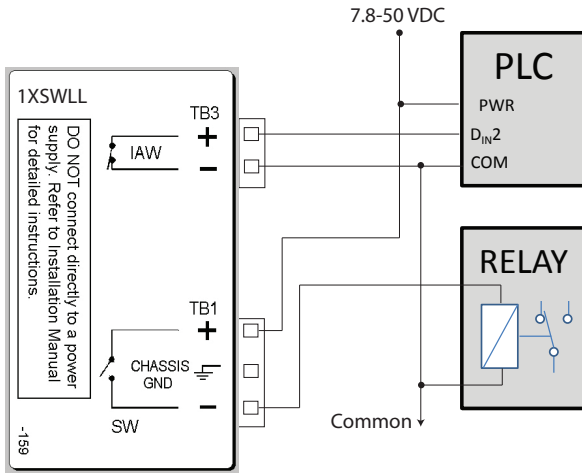 7.8-50 VDC
1XSWLL
DO NOT connect directly to a power
supply. Refer to Installation Manual
for detailed instructions.
TB3
+
IAW
−
TB1
+
CHASSIS
GND
−
SW
-159
PLC
PWR
DIN2
COM
RELAY
Common